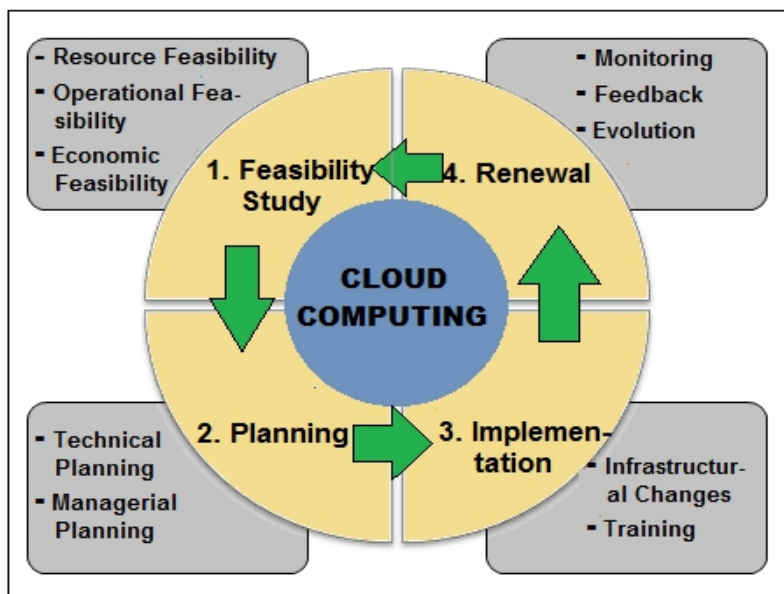 - Resource Feasibility
- Operational Fea-
sibility
- Economic
Feasibility
1. Feasibility
Study
- Monitoring
- Feedback
- Evolution
4. Renewal
CLOUD
COMPUTING
2. Planning
- Technical
Planning
- Managerial
Planning
3. Implemen-
tation
- Infrastructur-
al Changes
- Training